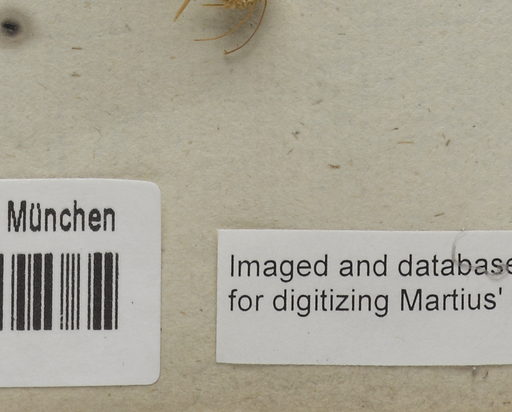 München
Imaged and database
for digitizing Martius'